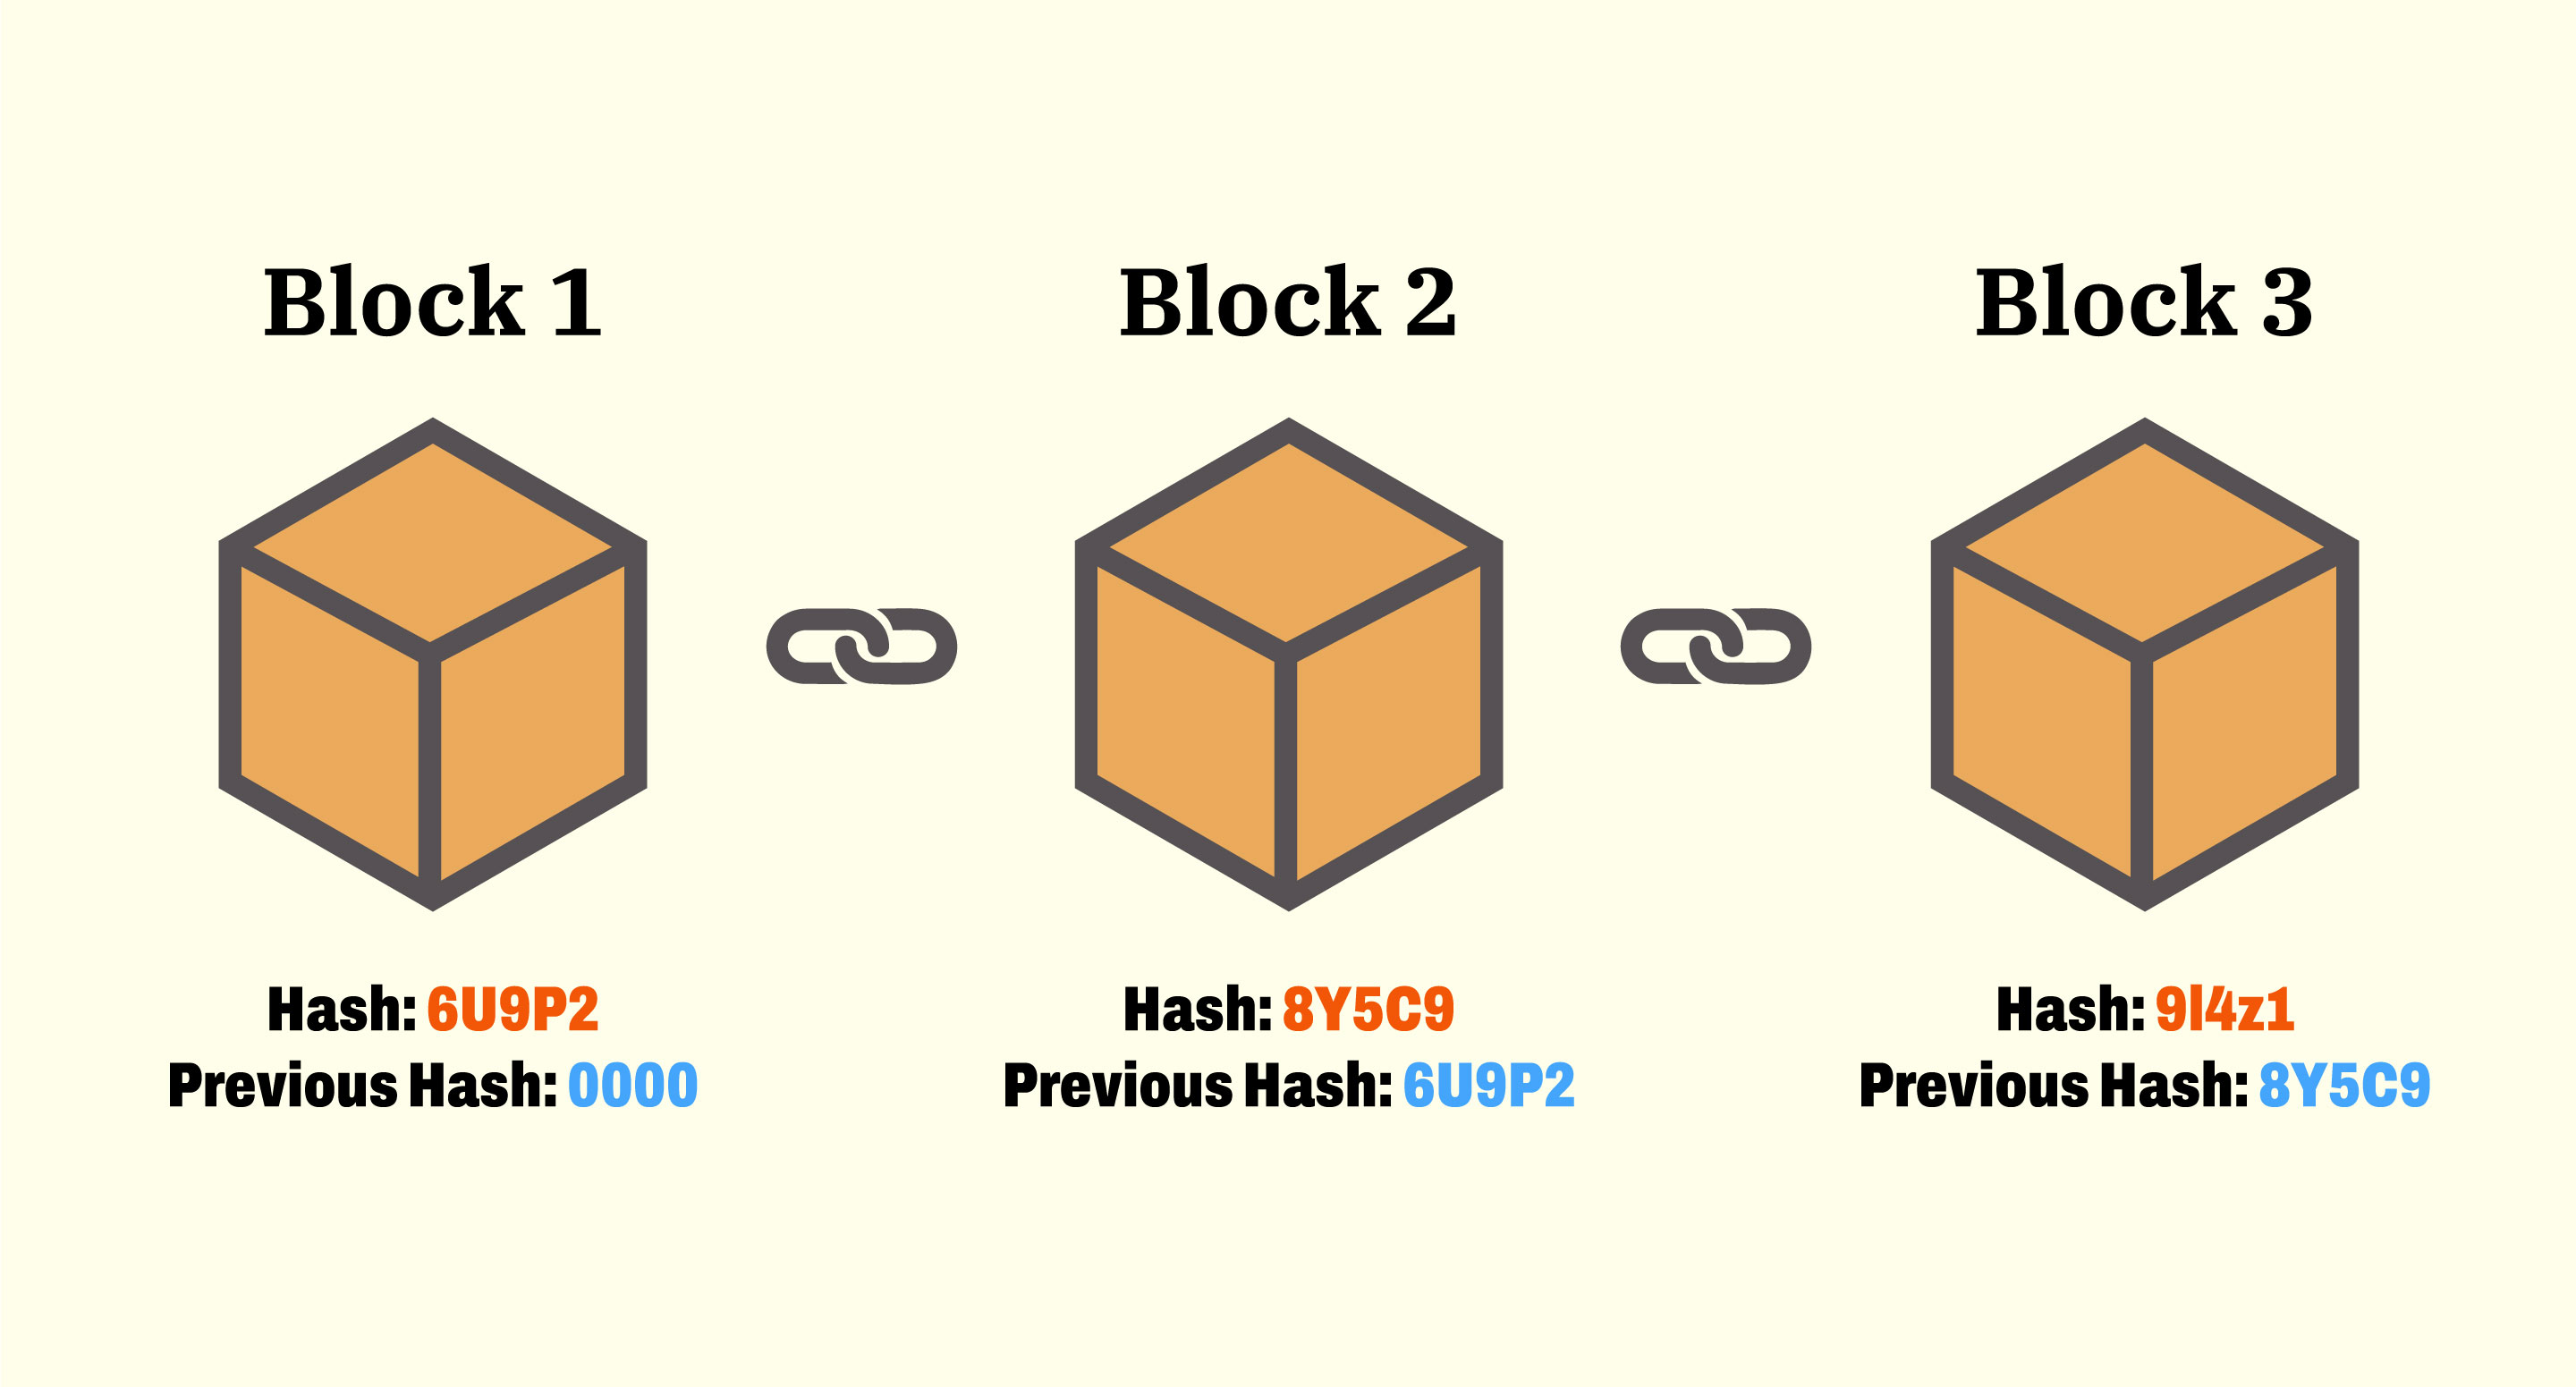 Block 1
Block 2
Block 3
Hash: 6U9P2
Previous Hash: 0000
Hash: 8Y5C9
Previous Hash: 6U9P2
Hash: 9l4z1
Previous Hash: 8Y5C9